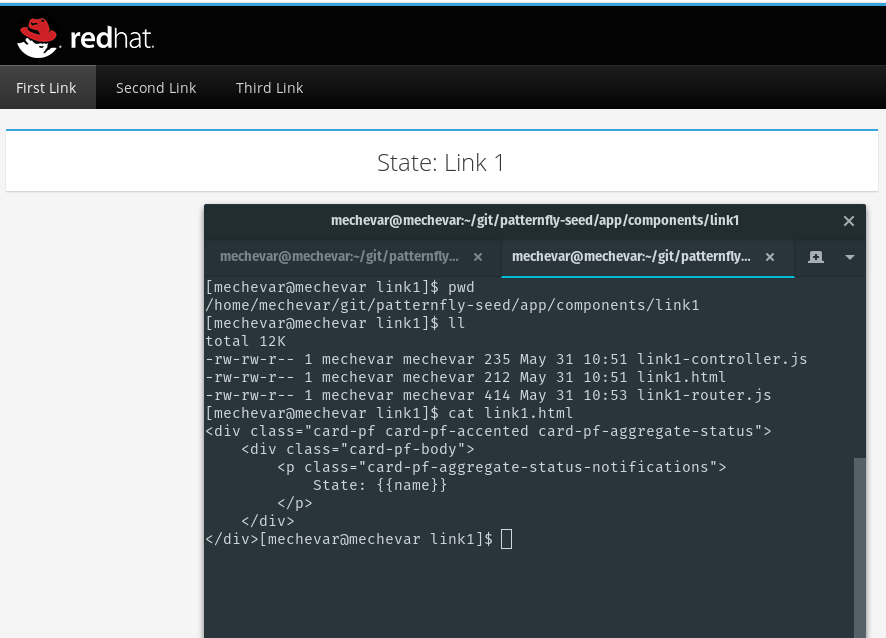 redhat.
First Link Second Link Third Link
State: Link 1
mechevar@mechevar:~/git/patternfly-seed/app/components/link1
mechevar@mechevar:~/git/patternfly... mechevar@mechevar:~/git/patternfly...
[mechevar@mechevar link1]$ pwd
/home/mechevar/git/patternfly-seed/app/components/link1
[mechevar@mechevar link1]$ ll
total 12K
-rw-rw-r-- 1 mechevar mechevar 235 May 31 10:51 link1-controller.js
-rw-rw-r-- 1 mechevar mechevar 212 May 31 10:51 link1.html
-rw-rw-r-- 1 mechevar mechevar 414 May 31 10:53 link1-router.js
[mechevar@mechevar link1]$ cat link1.html
<div class="card-pf card-pf-accented card-pf-aggregate-status">
    <div class="card-pf-body">
        <p class="card-pf-aggregate-status-notifications">
            State: {{name}}
        </p>
    </div>
</div>[mechevar@mechevar link1]$